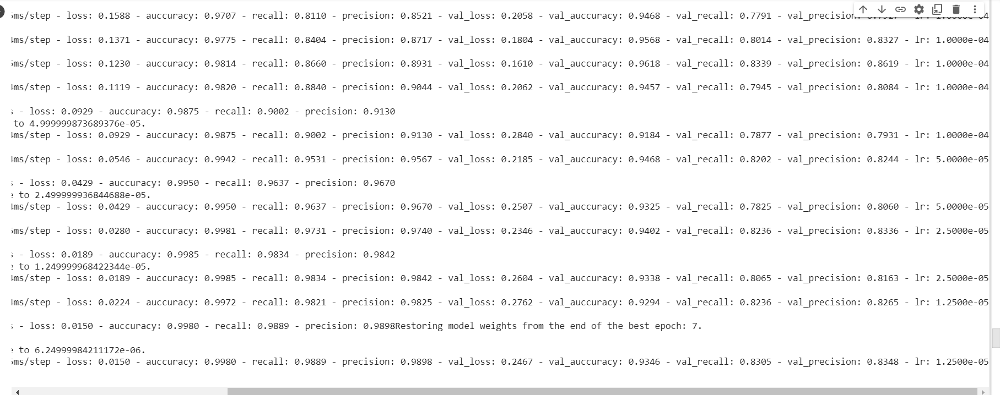 ms/step - loss: 0.1588 - auccuracy: 0.9707 - recall: 0.8110 - precision: 0.8521 - val_loss: 0.2058 - val_auccuracy: 0.9468 - val_recall: 0.7791 - val_precision:
ms/step - loss: 0.1371 - auccuracy: 0.9775 - recall: 0.8404 - precision: 0.8717 - val_loss: 0.1804 - val_auccuracy: 0.9568 - val_recall: 0.8014 - val_precision: 0.8327 - lr: 1.0000e-04
ms/step - loss: 0.1230 - auccuracy: 0.9814 - recall: 0.8660 - precision: 0.8931 - val_loss: 0.1610 - val_auccuracy: 0.9618 - val_recall: 0.8339 - val_precision: 0.8619 - lr: 1.0000e-04
ms/step - loss: 0.1119 - auccuracy: 0.9820 - recall: 0.8840 - precision: 0.9044 - val_loss: 0.2062 - val_auccuracy: 0.9457 - val_recall: 0.7945 - val_precision: 0.8084 - lr: 1.0000e-04
- loss: 0.0929 - auccuracy: 0.9875 - recall: 0.9002 - precision: 0.9130
to 4.999999873689376e-05.
ms/step - loss: 0.0929 - auccuracy: 0.9875 - recall: 0.9002 - precision: 0.9130 - val_loss: 0.2840 - val_auccuracy: 0.9184 - val_recall: 0.7877 - val_precision: 0.7931 - lr: 1.0000e-04
ms/step - loss: 0.0546 - auccuracy: 0.9942 - recall: 0.9531 - precision: 0.9567 - val_loss: 0.2185 - val_auccuracy: 0.9468 - val_recall: 0.8202 - val_precision: 0.8244 - lr: 5.0000e-05
- loss: 0.0429 - auccuracy: 0.9950 - recall: 0.9637 - precision: 0.9670
to 2.499999936844688e-05.
ms/step - loss: 0.0429 - auccuracy: 0.9950 - recall: 0.9637 - precision: 0.9670 - val_loss: 0.2507 - val_auccuracy: 0.9325 - val_recall: 0.7825 - val_precision: 0.8060 - lr: 5.0000e-05
ms/step - loss: 0.0280 - auccuracy: 0.9981 - recall: 0.9731 - precision: 0.9740 - val_loss: 0.2346 - val_auccuracy: 0.9402 - val_recall: 0.8236 - val_precision: 0.8336 - lr: 2.5000e-05
- loss: 0.0189 - auccuracy: 0.9985 - recall: 0.9834 - precision: 0.9842
to 1.249999968422344e-05.
ms/step - loss: 0.0189 - auccuracy: 0.9985 - recall: 0.9834 - precision: 0.9842 - val_loss: 0.2604 - val_auccuracy: 0.9338 - val_recall: 0.8065 - val_precision: 0.8163 - lr: 2.5000e-05
ms/step - loss: 0.0224 - auccuracy: 0.9972 - recall: 0.9821 - precision: 0.9825 - val_loss: 0.2762 - val_auccuracy: 0.9294 - val_recall: 0.8236 - val_precision: 0.8265 - lr: 1.2500e-05
- loss: 0.0150 - auccuracy: 0.9980 - recall: 0.9889 - precision: 0.9898Restoring model weights from the end of the best epoch: 7.
to 6.24999984211172e-06.
ms/step - loss: 0.0150 - auccuracy: 0.9980 - recall: 0.9889 - precision: 0.9898 - val_loss: 0.2467 - val_auccuracy: 0.9346 - val_recall: 0.8305 - val_precision: 0.8348 - lr: 1.2500e-05